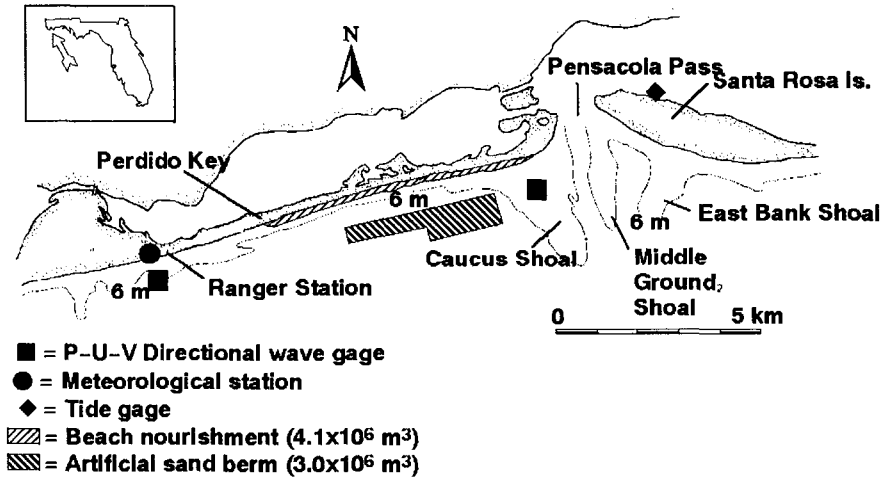 N
Pensacola Pass
Santa Rosa Is.
Perdido Key
6 m
East Bank Shoal
6 m
Caucus Shoal
Middle
Ground,
Shoal
6 m
Ranger Station
0 5 km
= P-U-V Directional wave gage
= Meteorological station
= Tide gage
= Beach nourishment (4.1x10⁶ m³)
= Artificial sand berm (3.0x10⁶ m³)